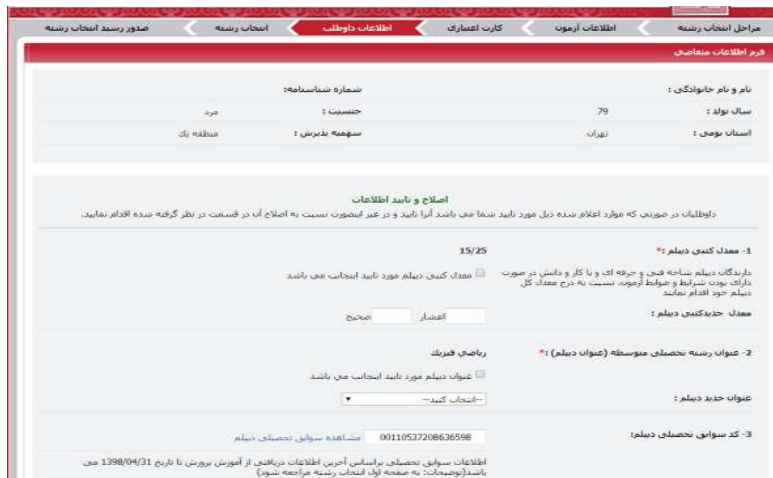 مراحل انتخاب رشته
اطلاعات آزمون
کارت اعتباری
اطلاعات داوطلب
انتخاب رشته
صدور رسید انتخاب رشته
فرم اطلاعات متقاضی
نام و نام خانوادگی : شماره شناسنامه:
سال تولد : 79 جنسیت : مرد
استان بومی : تهران سهمیه پذیرش : منطقه یک
اصلاح و تایید اطلاعات
داوطلبان در صورتی که موارد اعلام شده ذیل مورد تایید شما می باشد آنرا تایید و در غیر اینصورت نسبت به اصلاح آن در قسمت در نظر گرفته شده اقدام نمایید.
1- معدل کتبی دیپلم :* 15/25
دارندگان دیپلم شاخه فنی و حرفه ای و یا کار و دانش در صورت
دارای بودن شرایط و ضوابط آزمون، نسبت به درج معدل کل
دیپلم خود اقدام نمایند
معدل کتبی دیپلم مورد تایید اینجانب می باشد
معدل جدیدکتبی دیپلم : اعشار صحیح
2- عنوان رشته تحصیلی متوسطه (عنوان دیپلم) :* ریاضي فیزیك
عنوان دیپلم مورد تایید اینجانب می باشد
عنوان جدید دیپلم : --انتخاب کنید--
3- کد سوابق تحصیلی دیپلم: 00110537208636598 مشاهده سوابق تحصیلی دیپلم
اطلاعات سوابق تحصیلی براساس آخرین اطلاعات دریافتی از آموزش پرورش تا تاریخ 1398/04/31 می
باشد(توضیحات: به صفحه اول انتخاب رشته مراجعه شود)